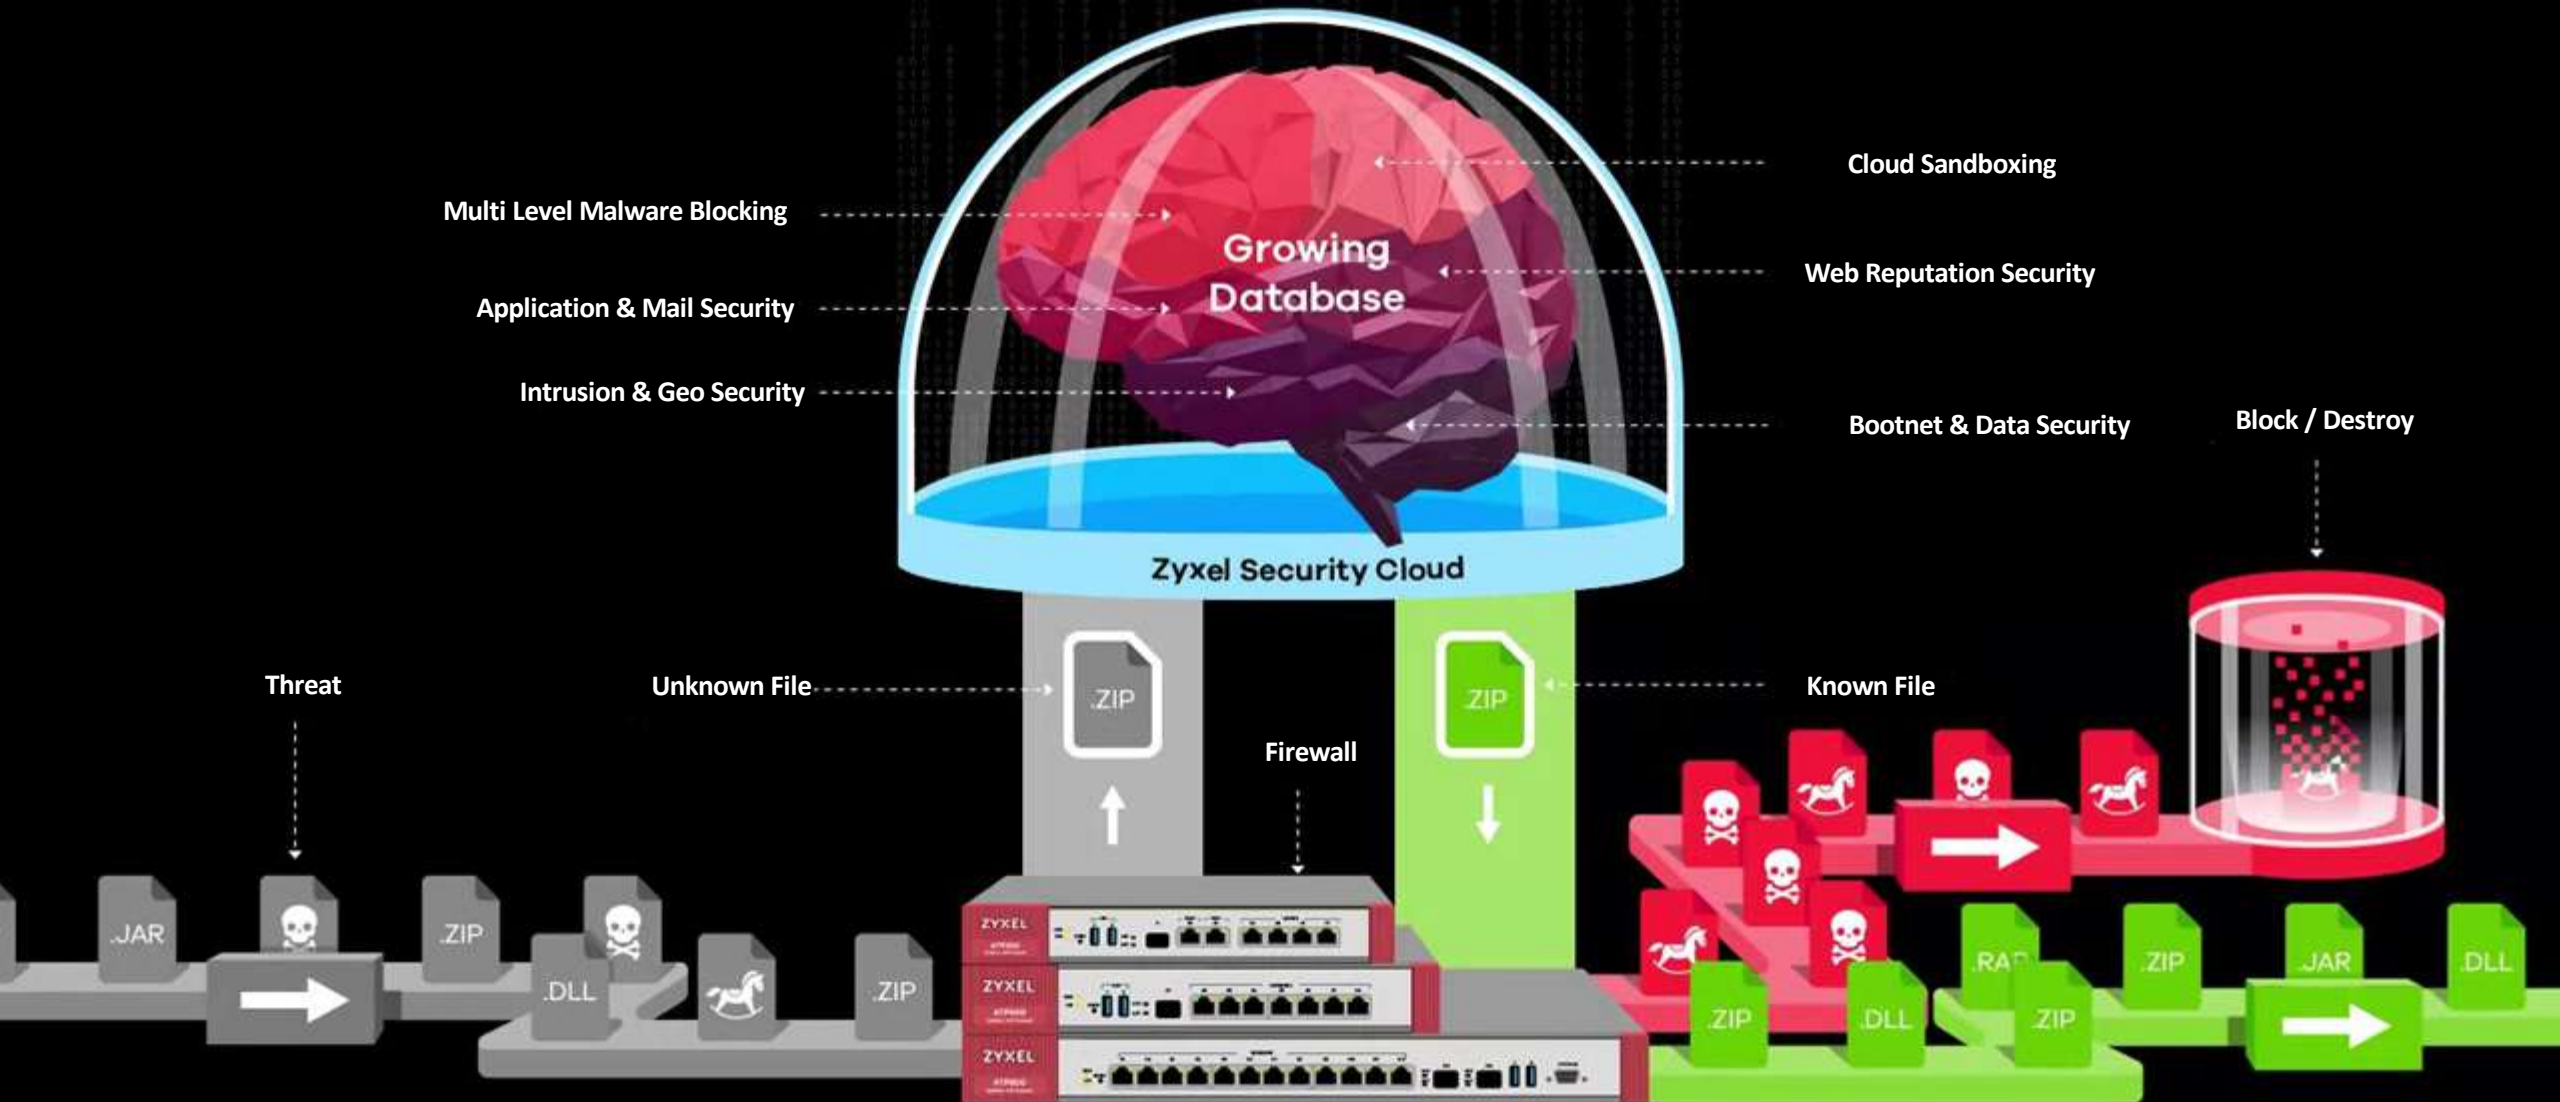 Cloud Sandboxing
Multi Level Malware Blocking
Growing
Database
Web Reputation Security
Application & Mail Security
Intrusion & Geo Security
Bootnet & Data Security
Block / Destroy
Zyxel Security Cloud
Threat
Unknown File
.ZIP
.ZIP
Known File
Firewall
.JAR
.ZIP
.DLL
.ZIP
ZYXEL
ZYXEL
ZYXEL
.ZIP
.DLL
.ZIP
.ZIP
.JAR
.DLL